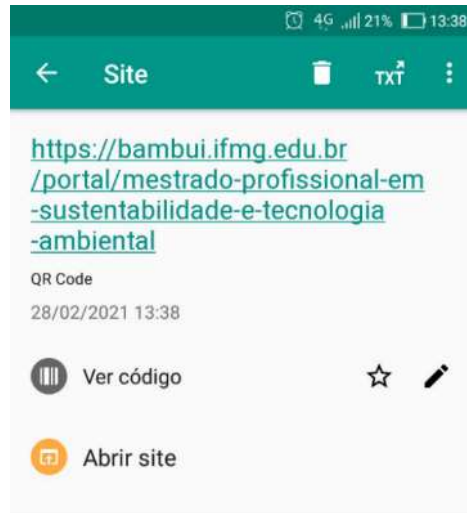 4G 21% 13:38
Site TXT
https://bambui.ifmg.edu.br
/portal/mestrado-profissional-em
-sustentabilidade-e-tecnologia
-ambiental
QR Code
28/02/2021 13:38
Ver código
Abrir site